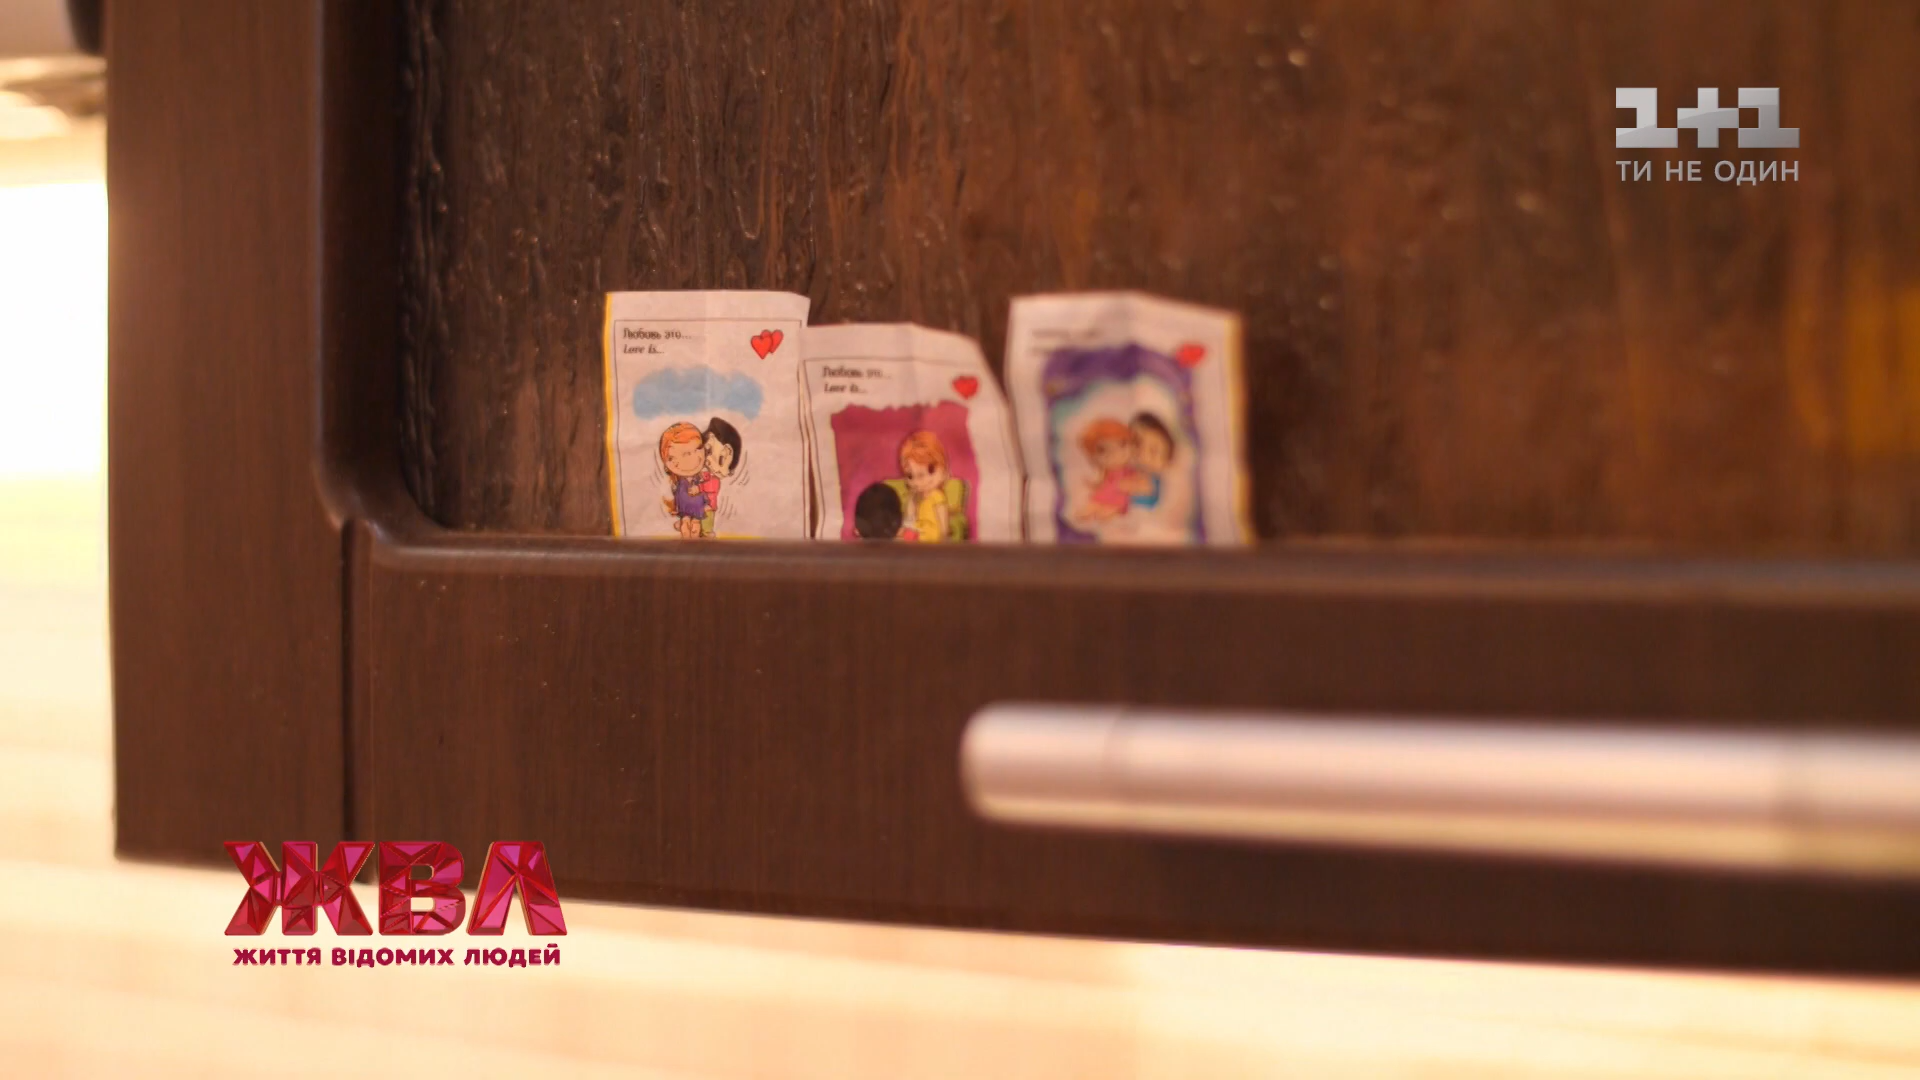 1+1
ТИ НЕ ОДИН
Любовь это...
Love is...
Любовь это...
Love is...
ЖВЛ
ЖИТТЯ ВІДОМИХ ЛЮДЕЙ